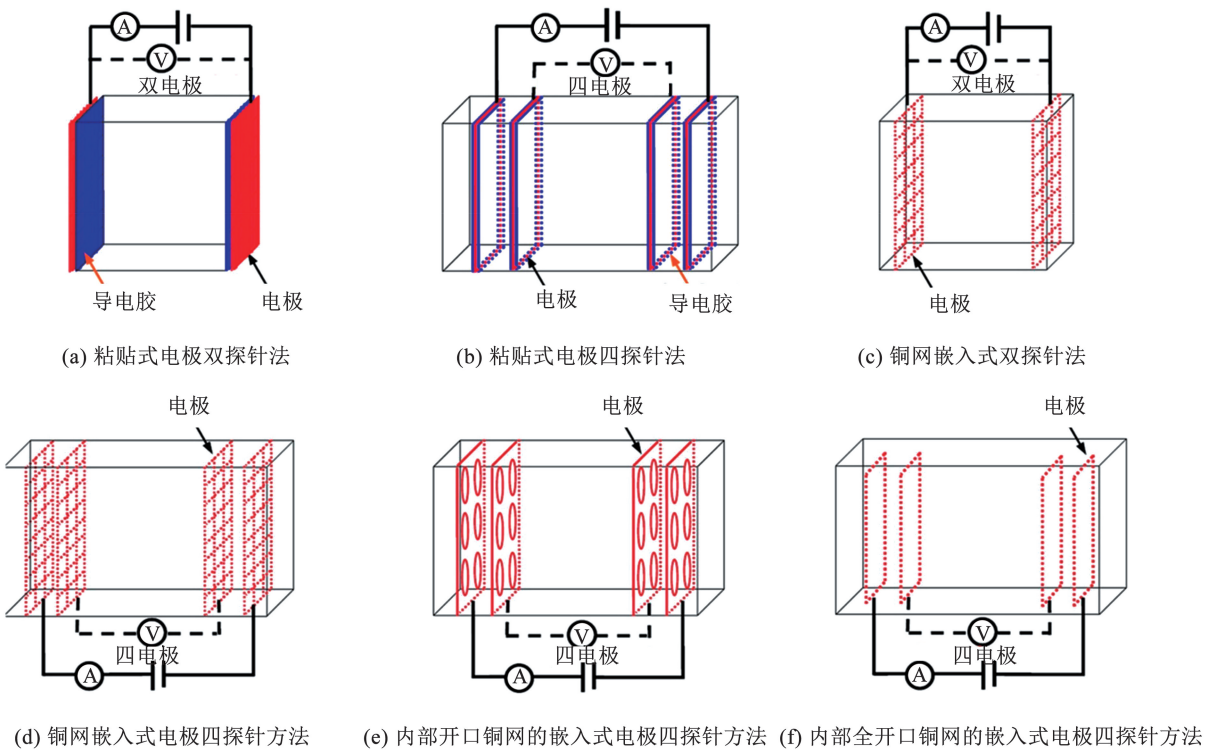 A
V
双电极
导电胶
电极
(a) 粘贴式电极双探针法
A
V
四电极
电极
导电胶
(b) 粘贴式电极四探针法
A
V
双电极
电极
(c) 铜网嵌入式双探针法
电极
V
四电极
A
(d) 铜网嵌入式电极四探针方法
电极
V
四电极
A
(e) 内部开口铜网的嵌入式电极四探针方法
电极
V
四电极
A
(f) 内部全开口铜网的嵌入式电极四探针方法